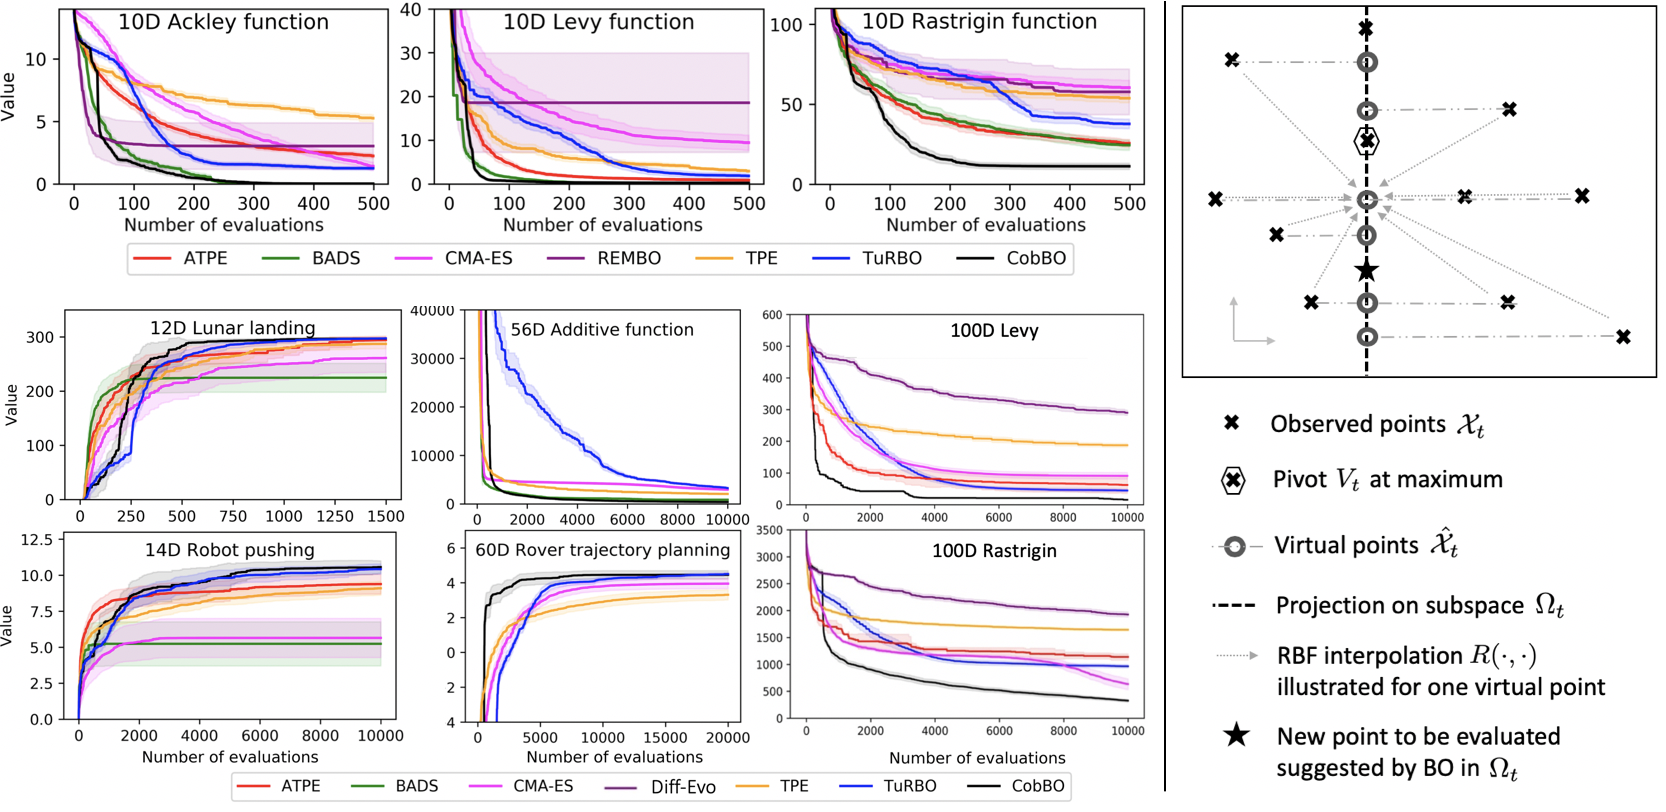 10D Ackley function
10D Levy function
10D Rastrigin function
Value
10
5
0
40
30
20
10
0
100
50
0
0 100 200 300 400 500
0 100 200 300 400 500
0 100 200 300 400 500
Number of evaluations
Number of evaluations
Number of evaluations
ATPE BADS CMA-ES REMBO TPE TuRBO CobBO
12D Lunar landing
56D Additive function
100D Levy
Value
300
200
100
0
40000
30000
20000
10000
0
600
500
400
300
200
100
0
0 250 500 750 1000 1250 1500
0 2000 4000 6000 8000 10000
0 2000 4000 6000 8000 10000
14D Robot pushing
60D Rover trajectory planning
100D Rastrigin
Value
12.5
10.0
7.5
5.0
2.5
0.0
6
4
2
0
2
4
3500
3000
2500
2000
1500
1000
500
0
0 2000 4000 6000 8000 10000
0 5000 10000 15000 20000
0 2000 4000 6000 8000 10000
Number of evaluations
Number of evaluations
Number of evaluations
ATPE BADS CMA-ES Diff-Evo TPE TuRBO CobBO
Observed points 𝒳_t
Pivot V_t at maximum
Virtual points 𝒳̂_t
Projection on subspace Ω_t
RBF interpolation R(·,·)
illustrated for one virtual point
New point to be evaluated
suggested by BO in Ω_t